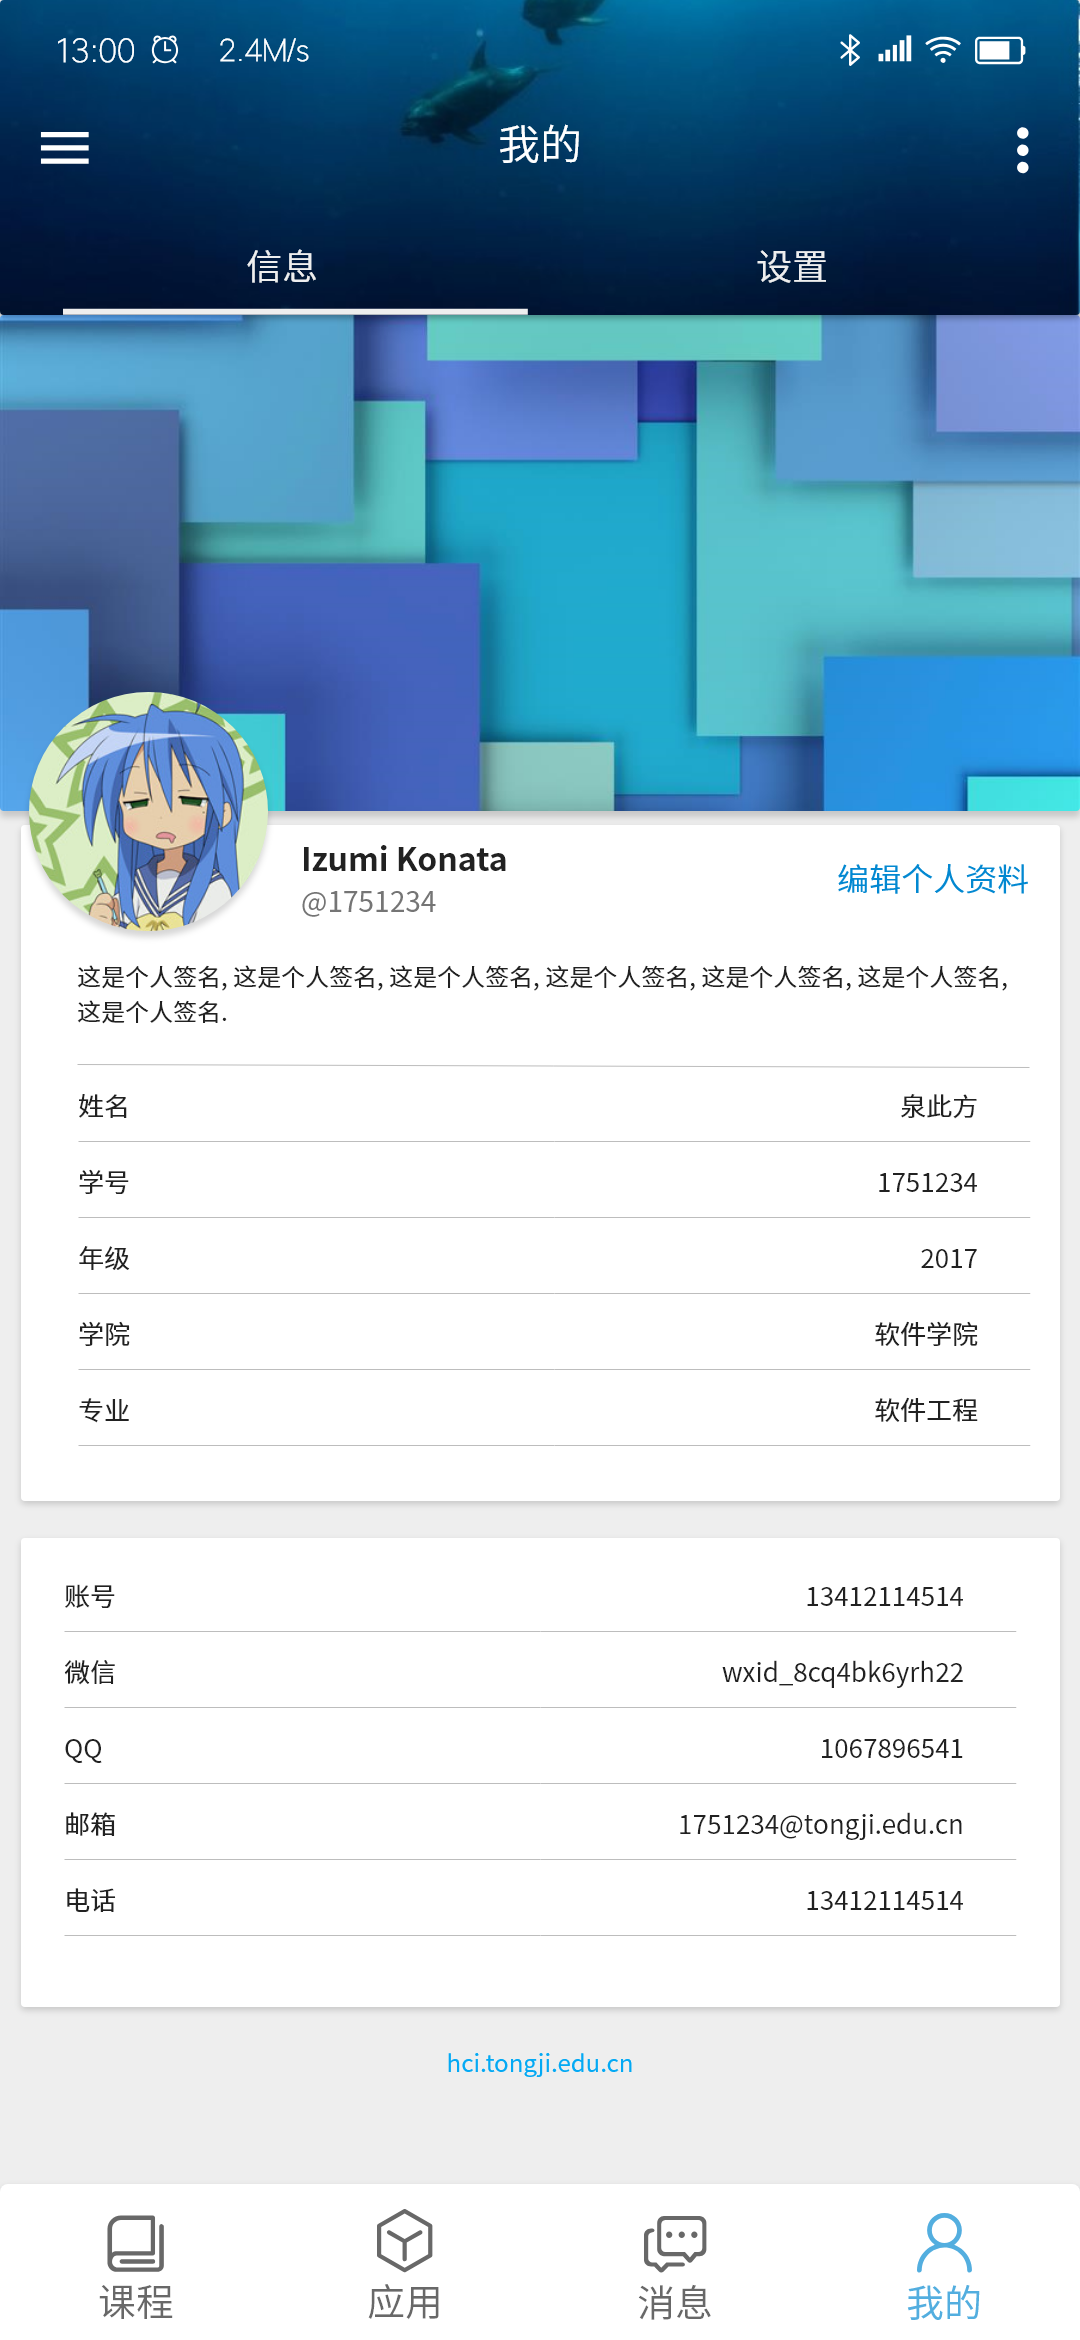 13:00 2.4M/s
我的
信息 设置
Izumi Konata
@1751234
编辑个人资料
这是个人签名, 这是个人签名, 这是个人签名, 这是个人签名, 这是个人签名, 这是个人签名,
这是个人签名.
姓名 泉此方
学号 1751234
年级 2017
学院 软件学院
专业 软件工程
账号 13412114514
微信 wxid_8cq4bk6yrh22
QQ 1067896541
邮箱 1751234@tongji.edu.cn
电话 13412114514
hci.tongji.edu.cn
课程 应用 消息 我的